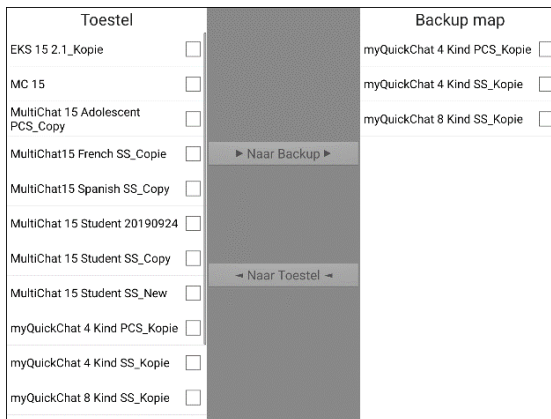 Toestel
EKS 15 2.1_Kopie
MC 15
MultiChat 15 Adolescent
PCS_Copy
MultiChat15 French SS_Copie
MultiChat15 Spanish SS_Copy
MultiChat 15 Student 20190924
MultiChat 15 Student SS_Copy
MultiChat 15 Student SS_New
myQuickChat 4 Kind PCS_Kopie
myQuickChat 4 Kind SS_Kopie
myQuickChat 8 Kind SS_Kopie
► Naar Backup ►
◄ Naar Toestel ◄
Backup map
myQuickChat 4 Kind PCS_Kopie
myQuickChat 4 Kind SS_Kopie
myQuickChat 8 Kind SS_Kopie